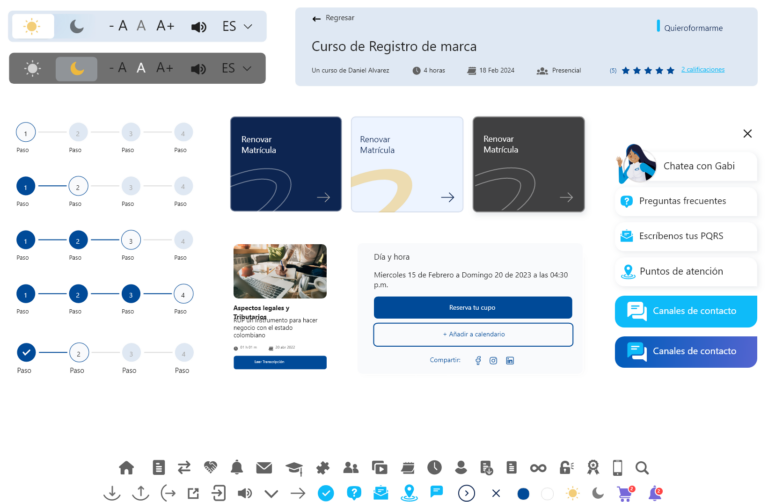 - A A A+ ES
- A A A+ ES
Regresar
Quieroformarme
Curso de Registro de marca
Un curso de Daniel Alvarez 4 horas 18 Feb 2024 Presencial (5) 2 calificaciones
1 2 3 4
Paso Paso Paso Paso
1 2 3 4
Paso Paso Paso Paso
1 2 3 4
Paso Paso Paso Paso
1 2 3 4
Paso Paso Paso Paso
2 3 4
Paso Paso Paso Paso
Renovar
Matrícula
Renovar
Matrícula
Renovar
Matrícula
Aspectos legales y
Tributarios
RUP un instrumento para hacer
negocio con el estado
colombiano
Día y hora
Miercoles 15 de Febrero a Domingo 20 de 2023 a las 04:30
p.m.
Reserva tu cupo
+ Añadir a calendario
Compartir:
Chatea con Gabi
Preguntas frecuentes
Escríbenos tus PQRS
Puntos de atención
Canales de contacto
Canales de contacto